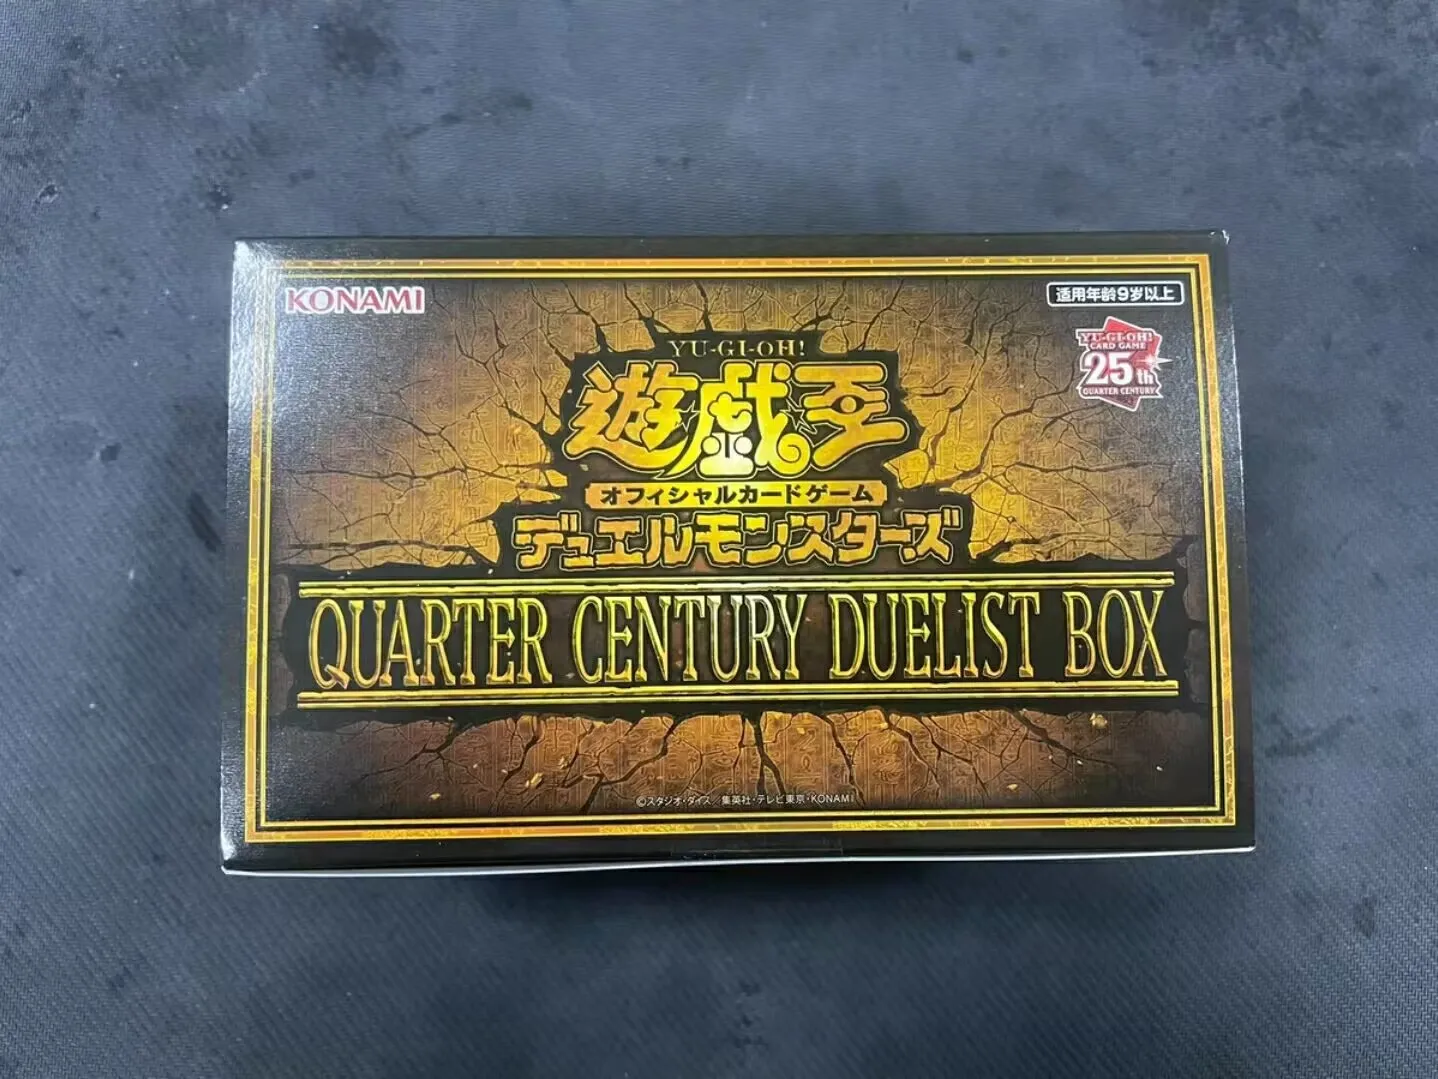 KONAMI
适用年龄9岁以上
YU-GI-OH!
CARD GAME
25th
QUARTER CENTURY
YU-GI-OH!
遊戯王
オフィシャルカードゲーム
デュエルモンスターズ
QUARTER CENTURY DUELIST BOX
©スタジオ・ダイス/集英社・テレビ東京・KONAMI